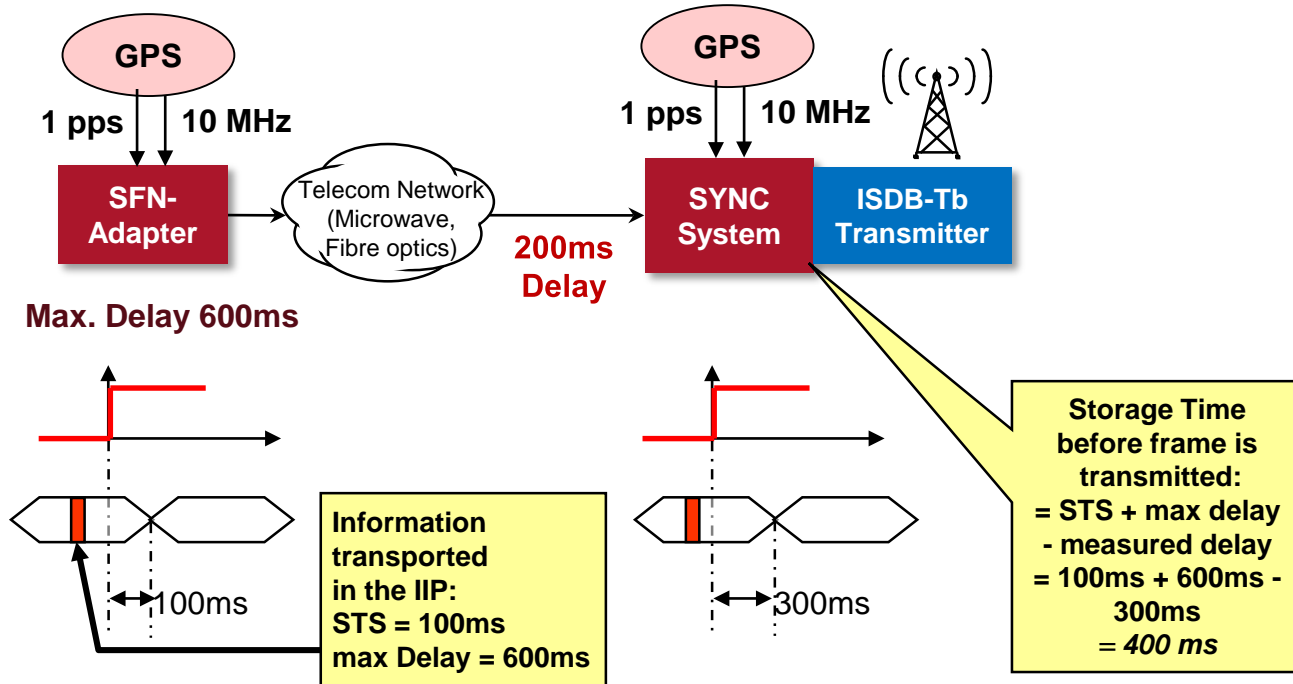 GPS
1 pps
10 MHz
SFN-
Adapter
Telecom Network
(Microwave,
Fibre optics)
200ms
Delay
GPS
1 pps
10 MHz
SYNC
System
ISDB-Tb
Transmitter
Max. Delay 600ms
100ms
Information
transported
in the IIP:
STS = 100ms
max Delay = 600ms
300ms
Storage Time
before frame is
transmitted:
= STS + max delay
- measured delay
= 100ms + 600ms -
300ms
= 400 ms